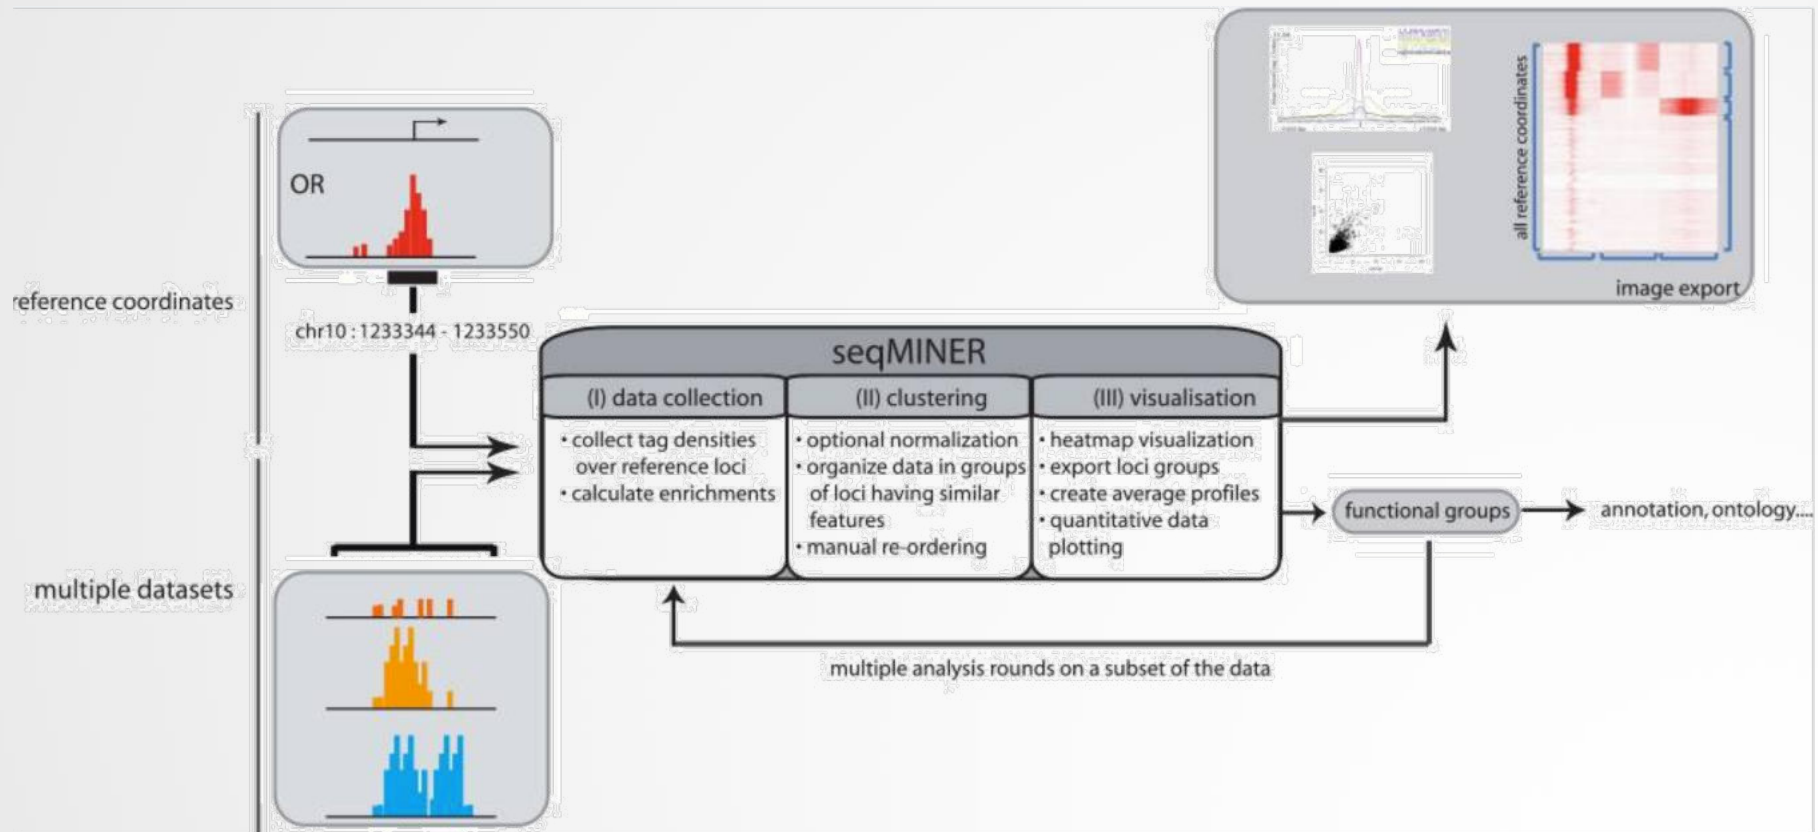 OR
reference coordinates
chr10 : 1233344 - 1233550
multiple datasets
seqMINER
(I) data collection
• collect tag densities
over reference loci
• calculate enrichments
(II) clustering
• optional normalization
• organize data in groups
of loci having similar
features
• manual re-ordering
(III) visualisation
• heatmap visualization
• export loci groups
• create average profiles
• quantitative data
plotting
all reference coordinates
image export
functional groups
annotation, ontology....
multiple analysis rounds on a subset of the data